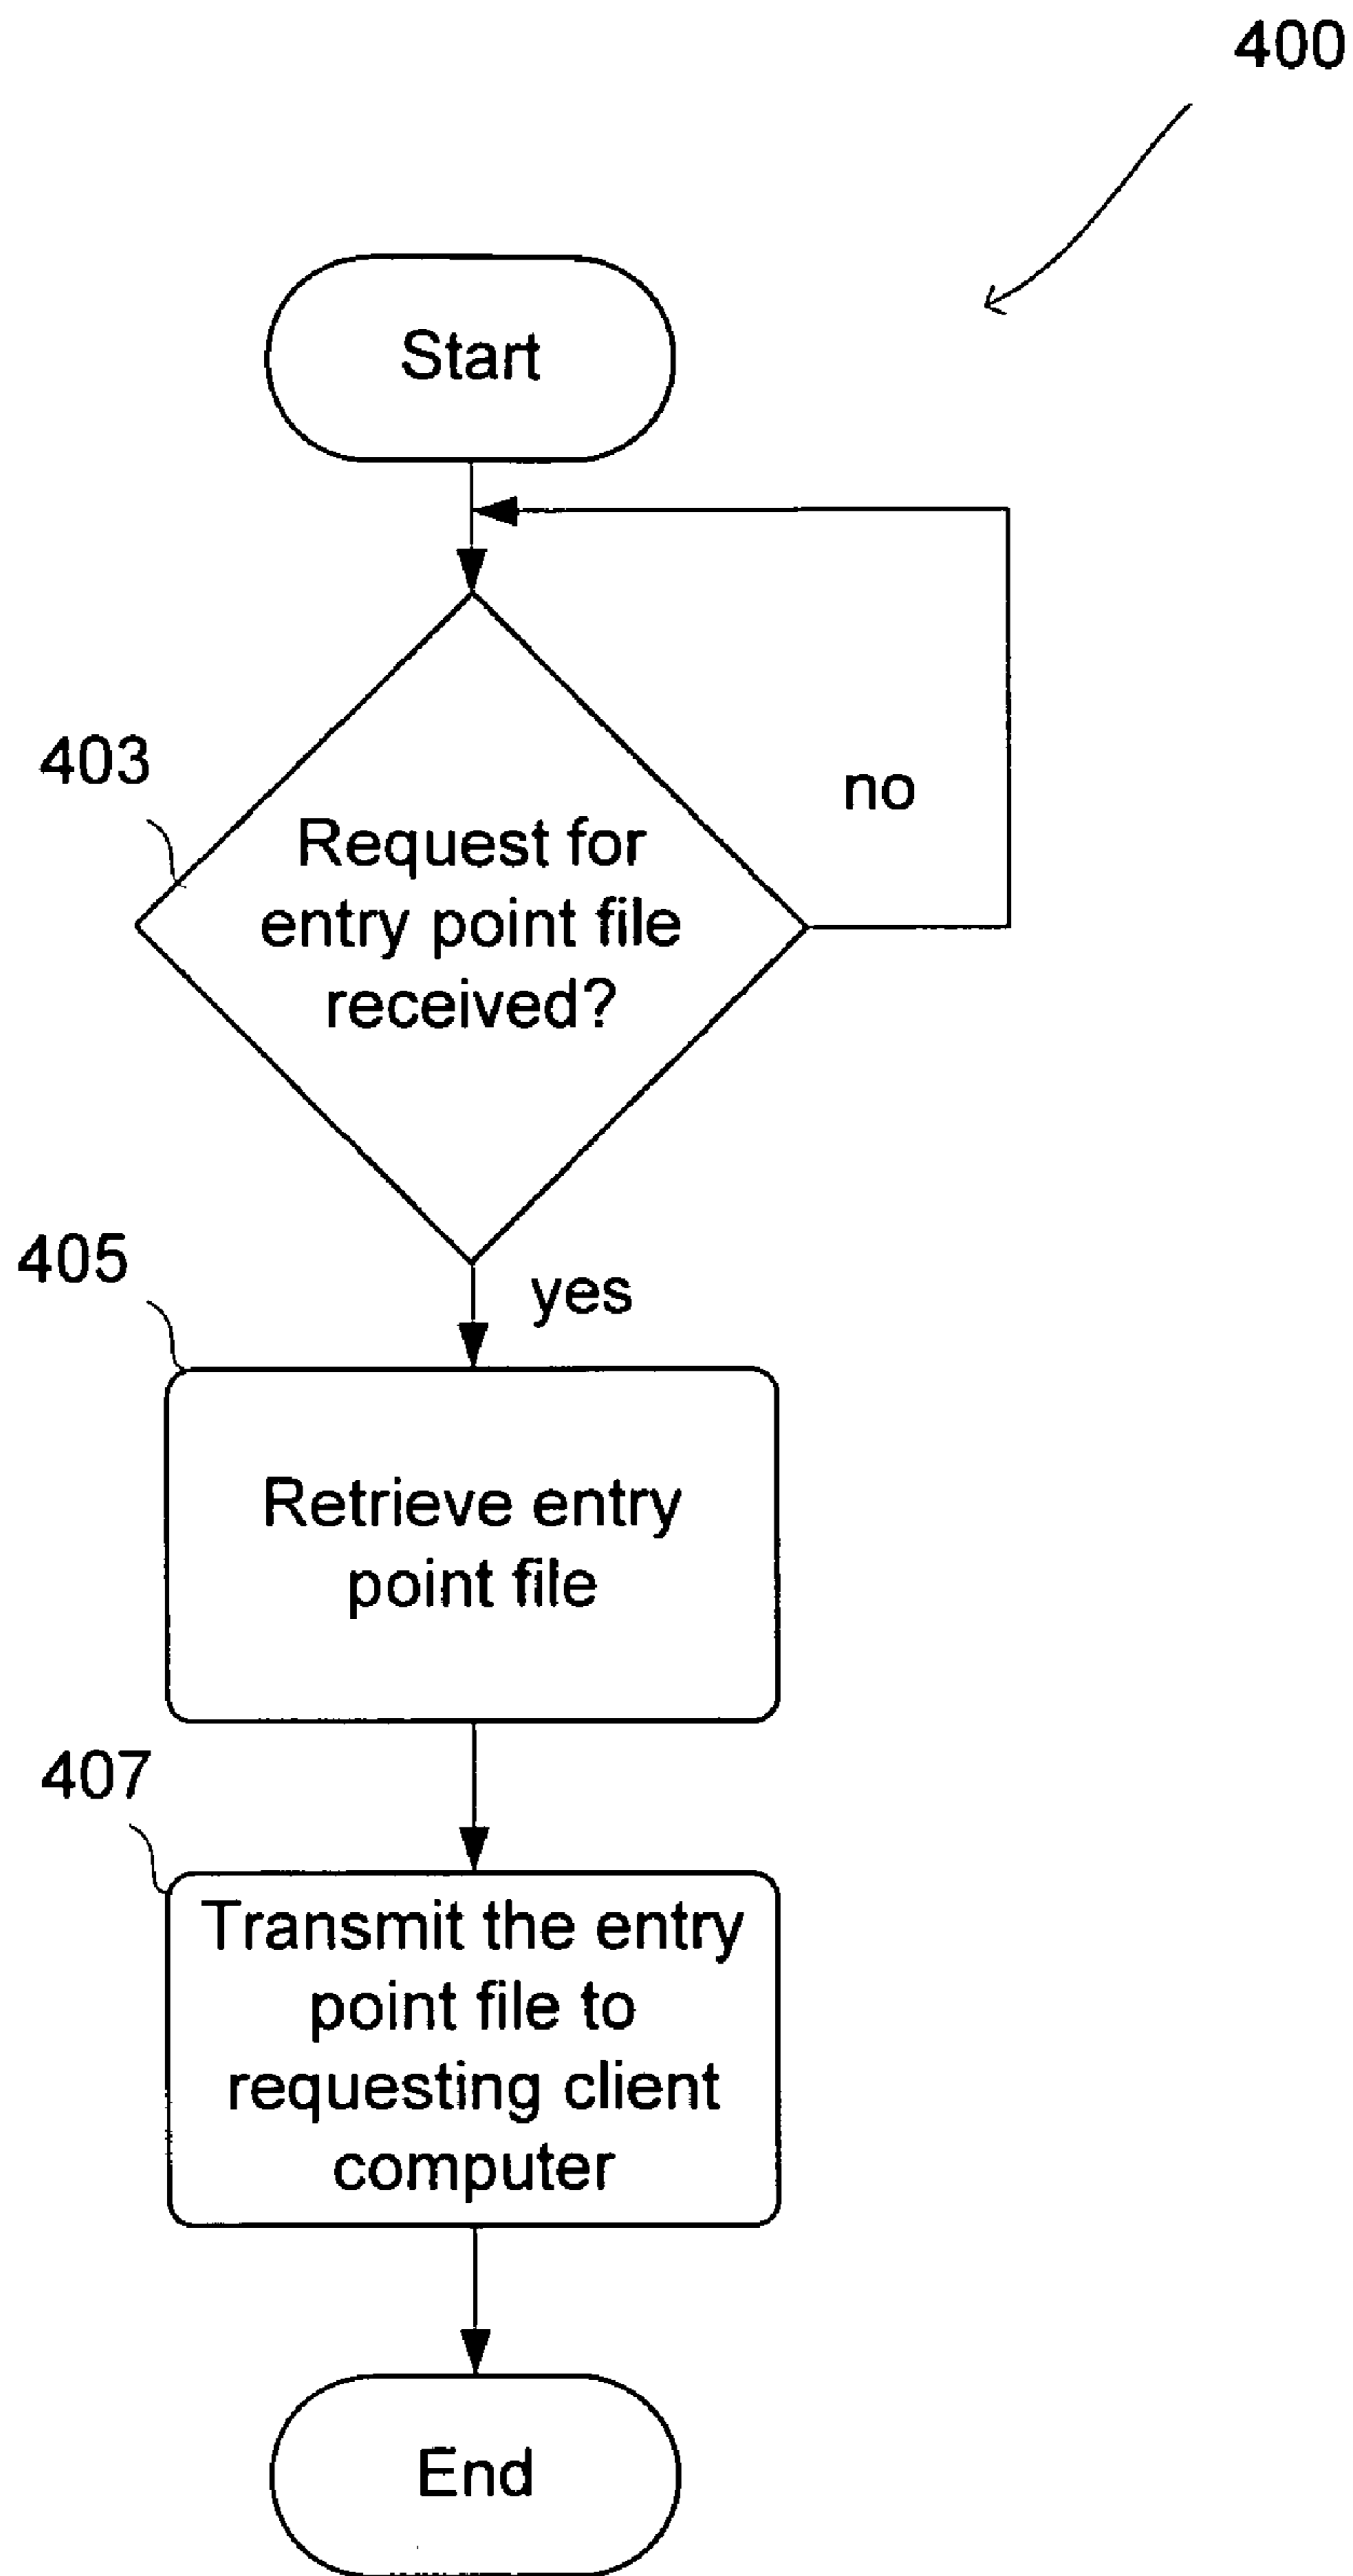 400
Start
403
no
Request for
entry point file
received?
405
yes
Retrieve entry
point file
407
Transmit the entry
point file to
requesting client
computer
End